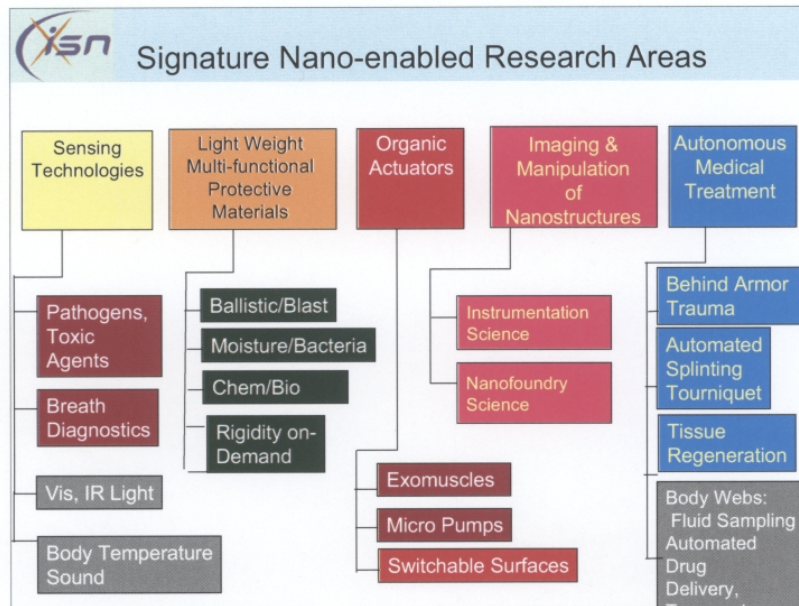 isn
Signature Nano-enabled Research Areas
Sensing
Technologies
Light Weight
Multi-functional
Protective
Materials
Organic
Actuators
Imaging &
Manipulation
of
Nanostructures
Autonomous
Medical
Treatment
Pathogens,
Toxic
Agents
Breath
Diagnostics
Vis, IR Light
Body Temperature
Sound
Ballistic/Blast
Moisture/Bacteria
Chem/Bio
Rigidity on-
Demand
Exomuscles
Micro Pumps
Switchable Surfaces
Instrumentation
Science
Nanofoundry
Science
Behind Armor
Trauma
Automated
Splinting
Tourniquet
Tissue
Regeneration
Body Webs:
Fluid Sampling
Automated
Drug
Delivery,